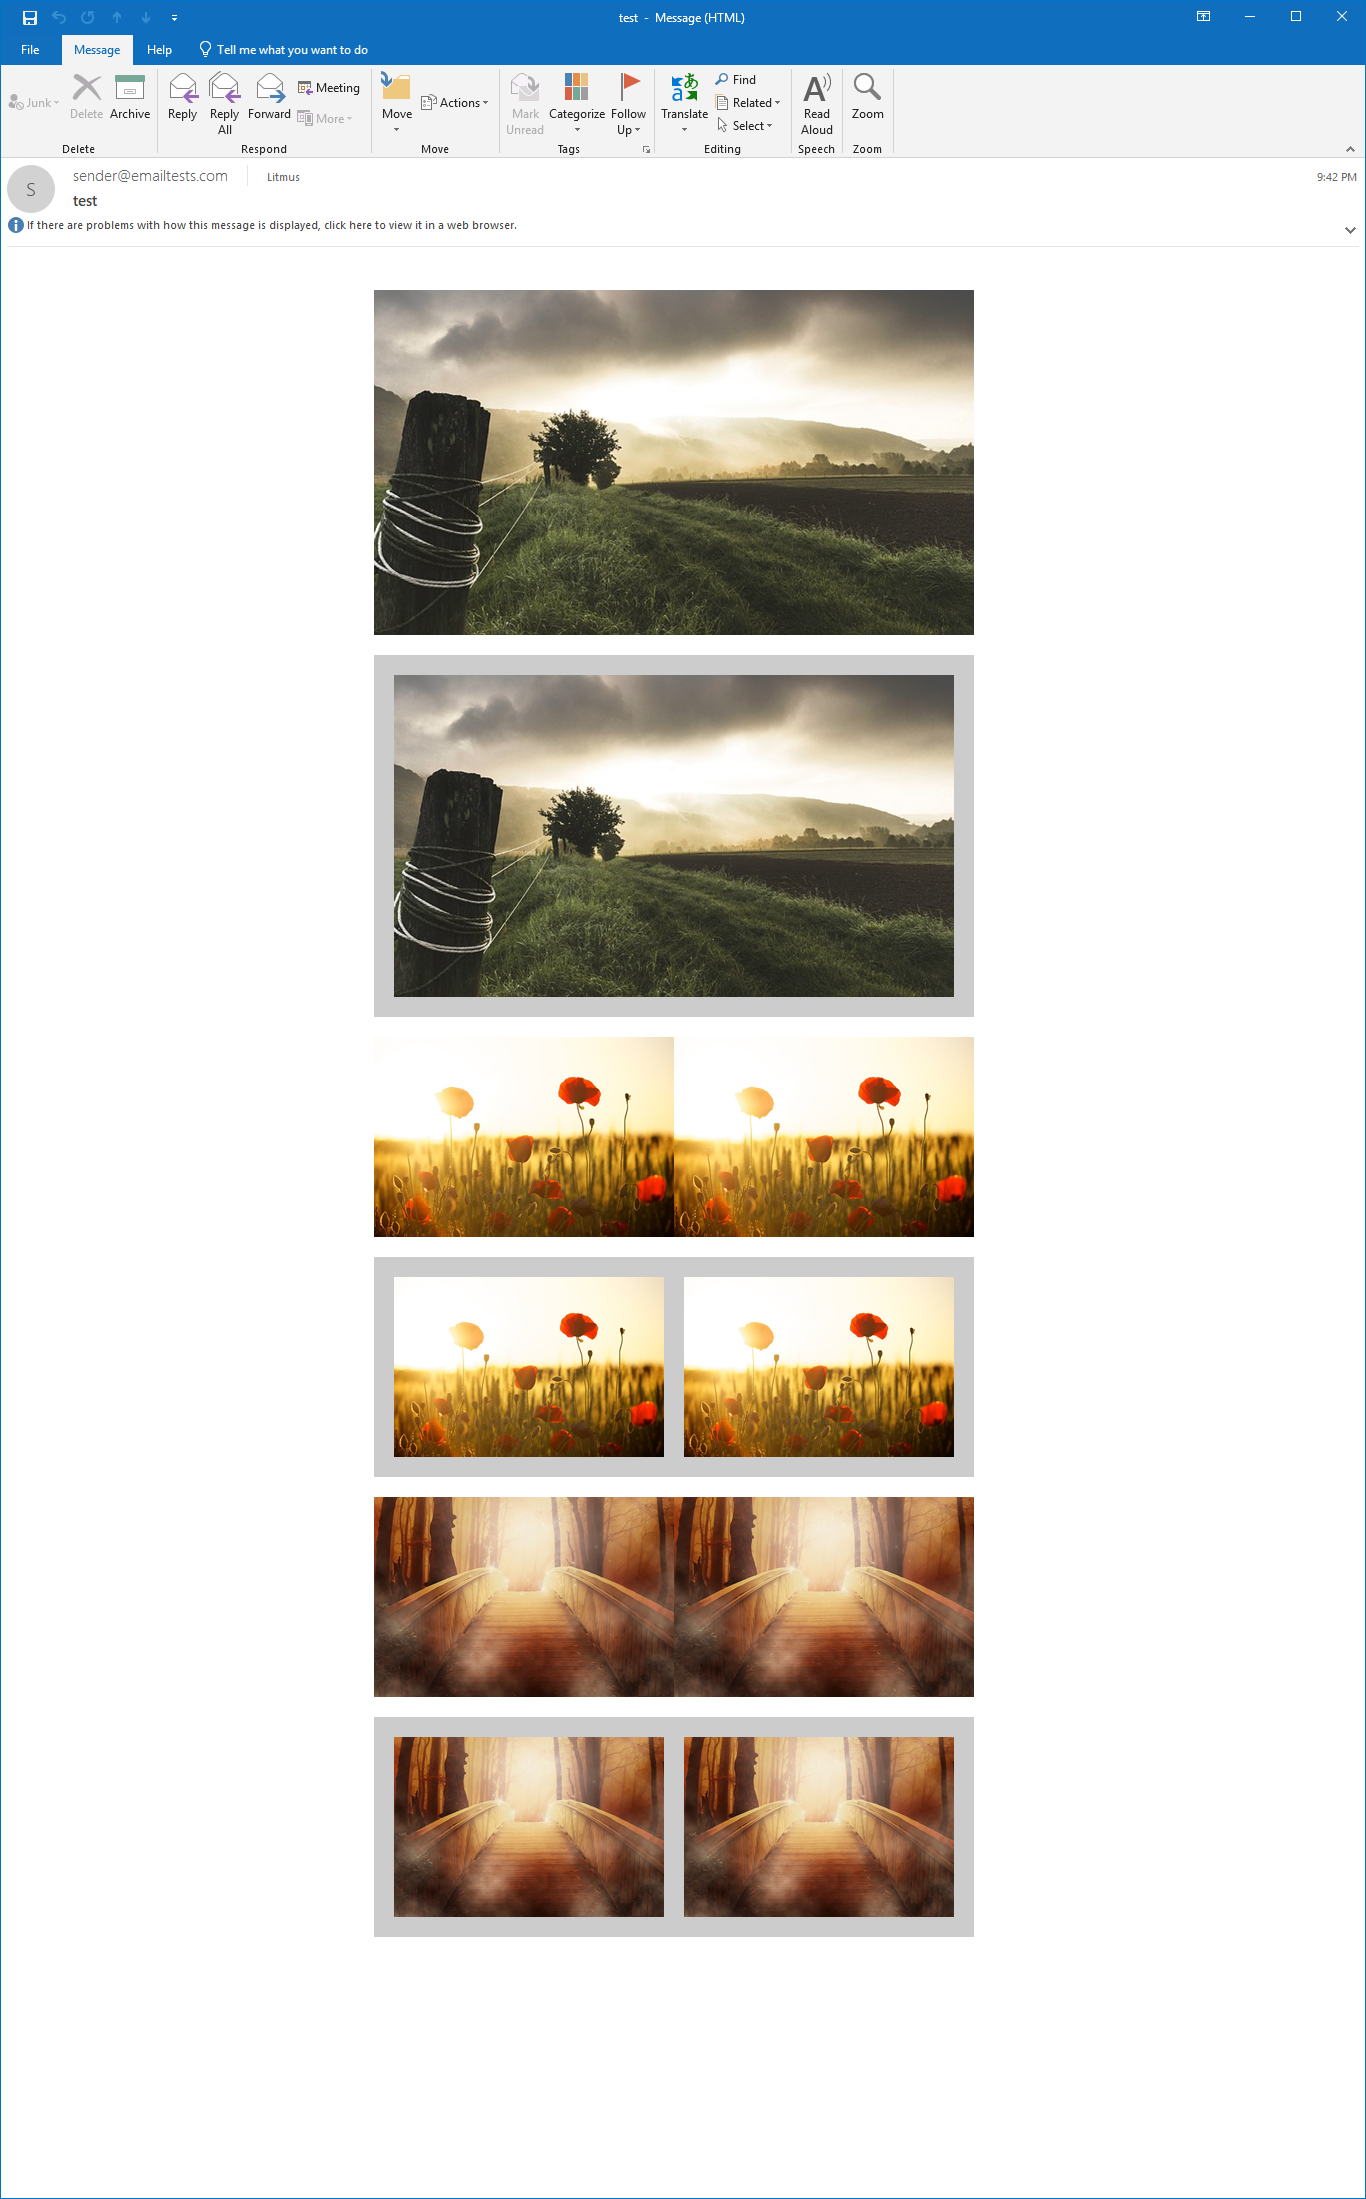 test - Message (HTML)
File Message Help Tell me what you want to do
Junk Delete Archive
Reply Reply All Forward Meeting More
Move Actions
Mark Unread Categorize Follow Up
Translate Find Related Select
Read Aloud Zoom
Delete Respond Move Tags Editing Speech Zoom
S sender@emailtests.com Litmus 9:42 PM
test
If there are problems with how this message is displayed, click here to view it in a web browser.